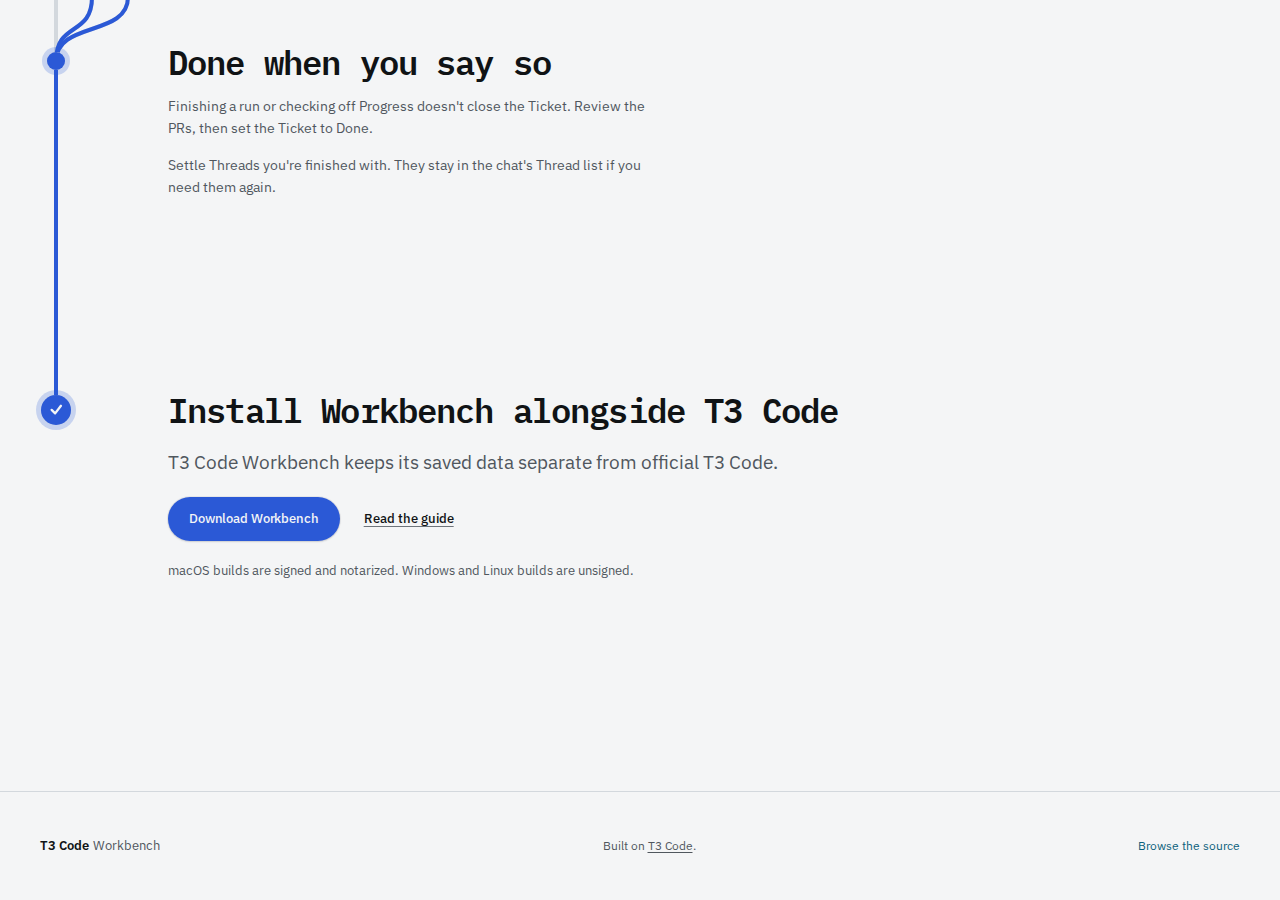 Done when you say so
Finishing a run or checking off Progress doesn't close the Ticket. Review the
PRs, then set the Ticket to Done.
Settle Threads you're finished with. They stay in the chat's Thread list if you
need them again.
Install Workbench alongside T3 Code
T3 Code Workbench keeps its saved data separate from official T3 Code.
Download Workbench
Read the guide
macOS builds are signed and notarized. Windows and Linux builds are unsigned.
T3 Code Workbench
Built on T3 Code.
Browse the source